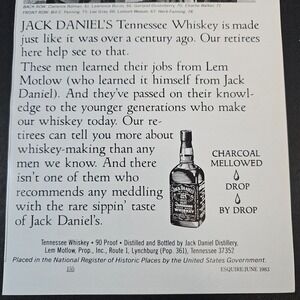 BACK ROW:
FRONT ROW:
JACK DANIEL'S Tennessee Whiskey is made
just like it was over a century ago. Our retirees
here help see to that.
These men learned their jobs from Lem
Motlow (who learned it himself from Jack
Daniel). And they've passed on their knowl-
edge to the younger generations who make
our whiskey today. Our re-
tirees can tell you more about
whiskey-making than any
men we know. And there
isn't one of them who
recommends any meddling
with the rare sippin' taste
of Jack Daniel's.
CHARCOAL
MELLOWED
DROP
BY DROP
Tennessee Whiskey • 90 Proof • Distilled and Bottled by Jack Daniel Distillery,
Lem Motlow, Prop., Inc., Route 1, Lynchburg (Pop. 361), Tennessee 37352
Placed in the National Register of Historic Places by the United States Government.
ESQUIRE/JUNE 1983